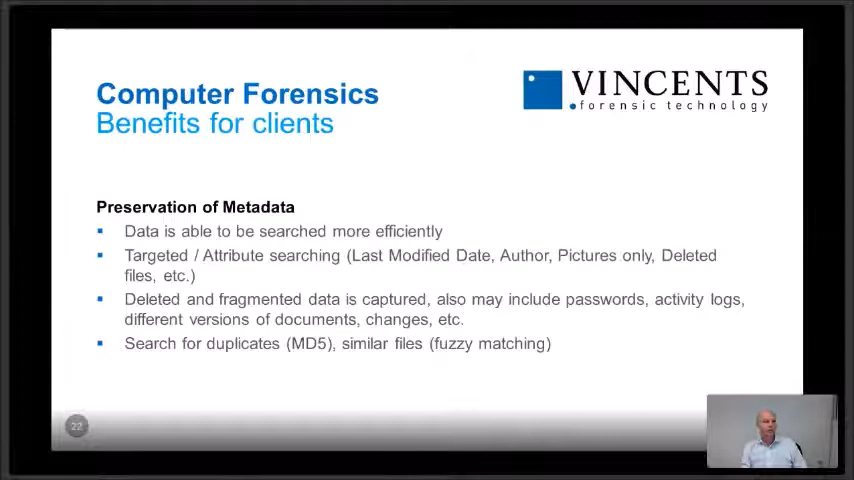 Computer Forensics
Benefits for clients
VINCENTS
forensic technology
Preservation of Metadata
▪ Data is able to be searched more efficiently
▪ Targeted / Attribute searching (Last Modified Date, Author, Pictures only, Deleted
files, etc.)
▪ Deleted and fragmented data is captured, also may include passwords, activity logs,
different versions of documents, changes, etc.
▪ Search for duplicates (MD5), similar files (fuzzy matching)
22